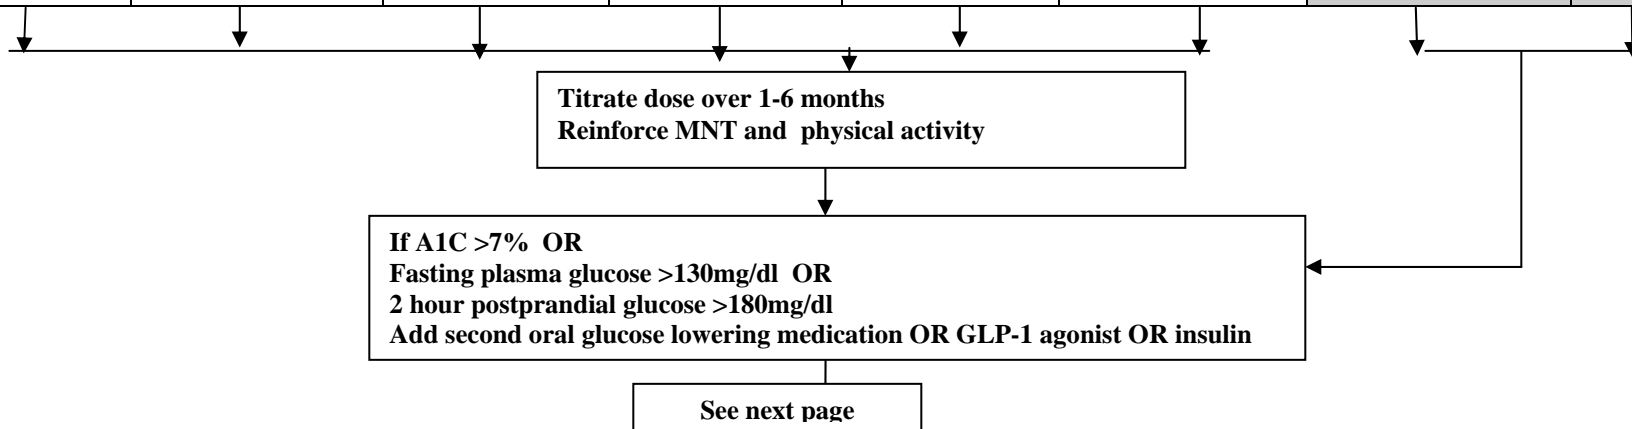 Titrate dose over 1-6 months
Reinforce MNT and  physical activity
If A1C >7%  OR
Fasting plasma glucose >130mg/dl  OR
2 hour postprandial glucose >180mg/dl
Add second oral glucose lowering medication OR GLP-1 agonist OR insulin
See next page